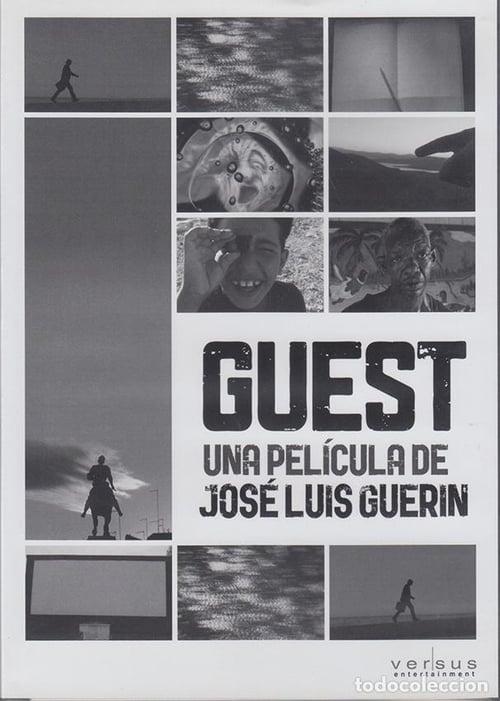 GUEST
UNA PELÍCULA DE
JOSÉ LUIS GUERIN
versus
entertainment
todocoleccion